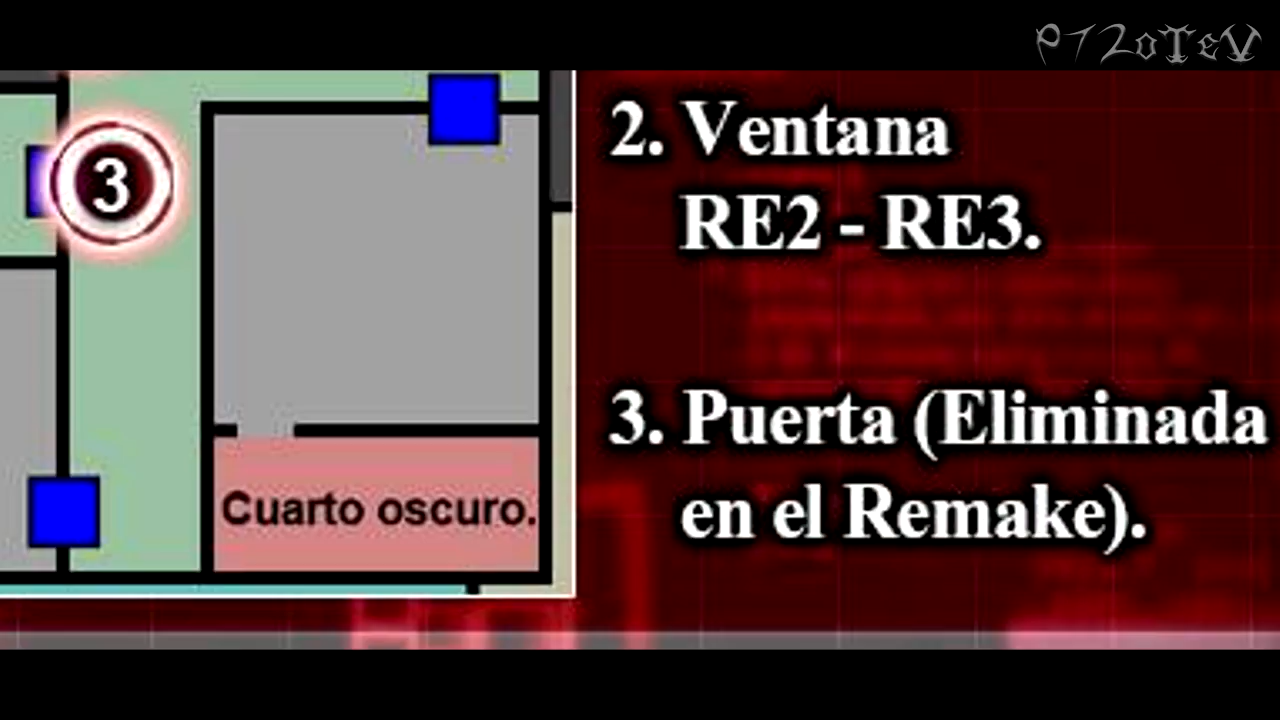 P72oTeV
2. Ventana
RE2 - RE3.
3
3. Puerta (Eliminada
en el Remake).
Cuarto oscuro.